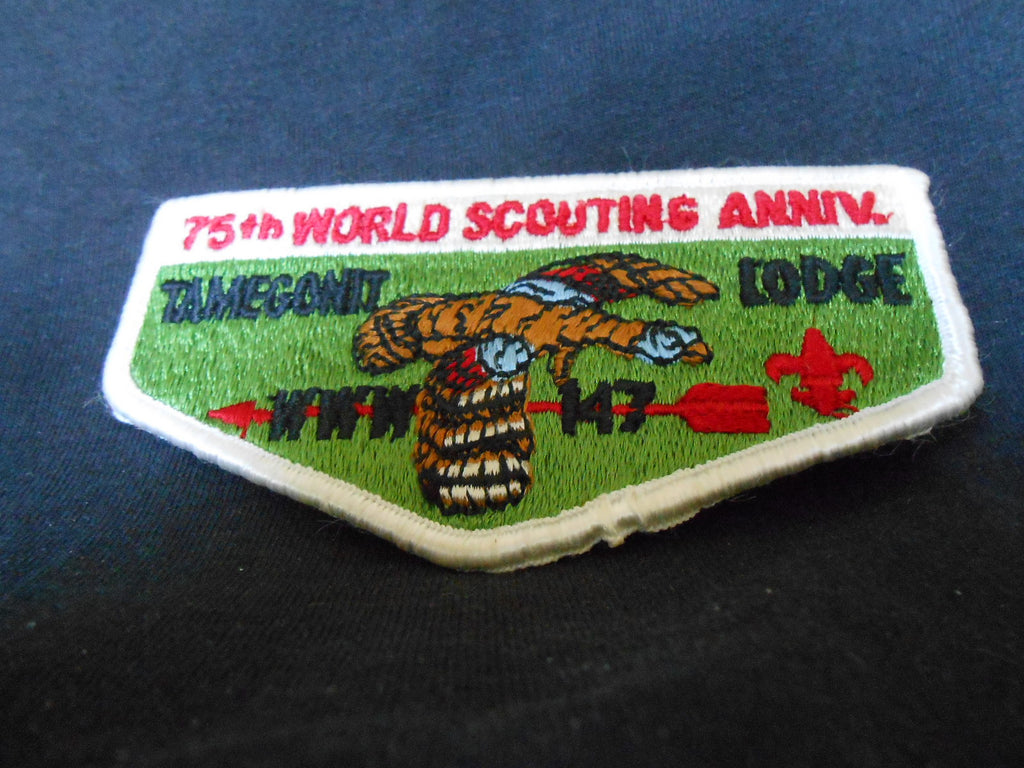 75th WORLD SCOUTING ANNIV.
TAMEGONIT LODGE
WWW 147